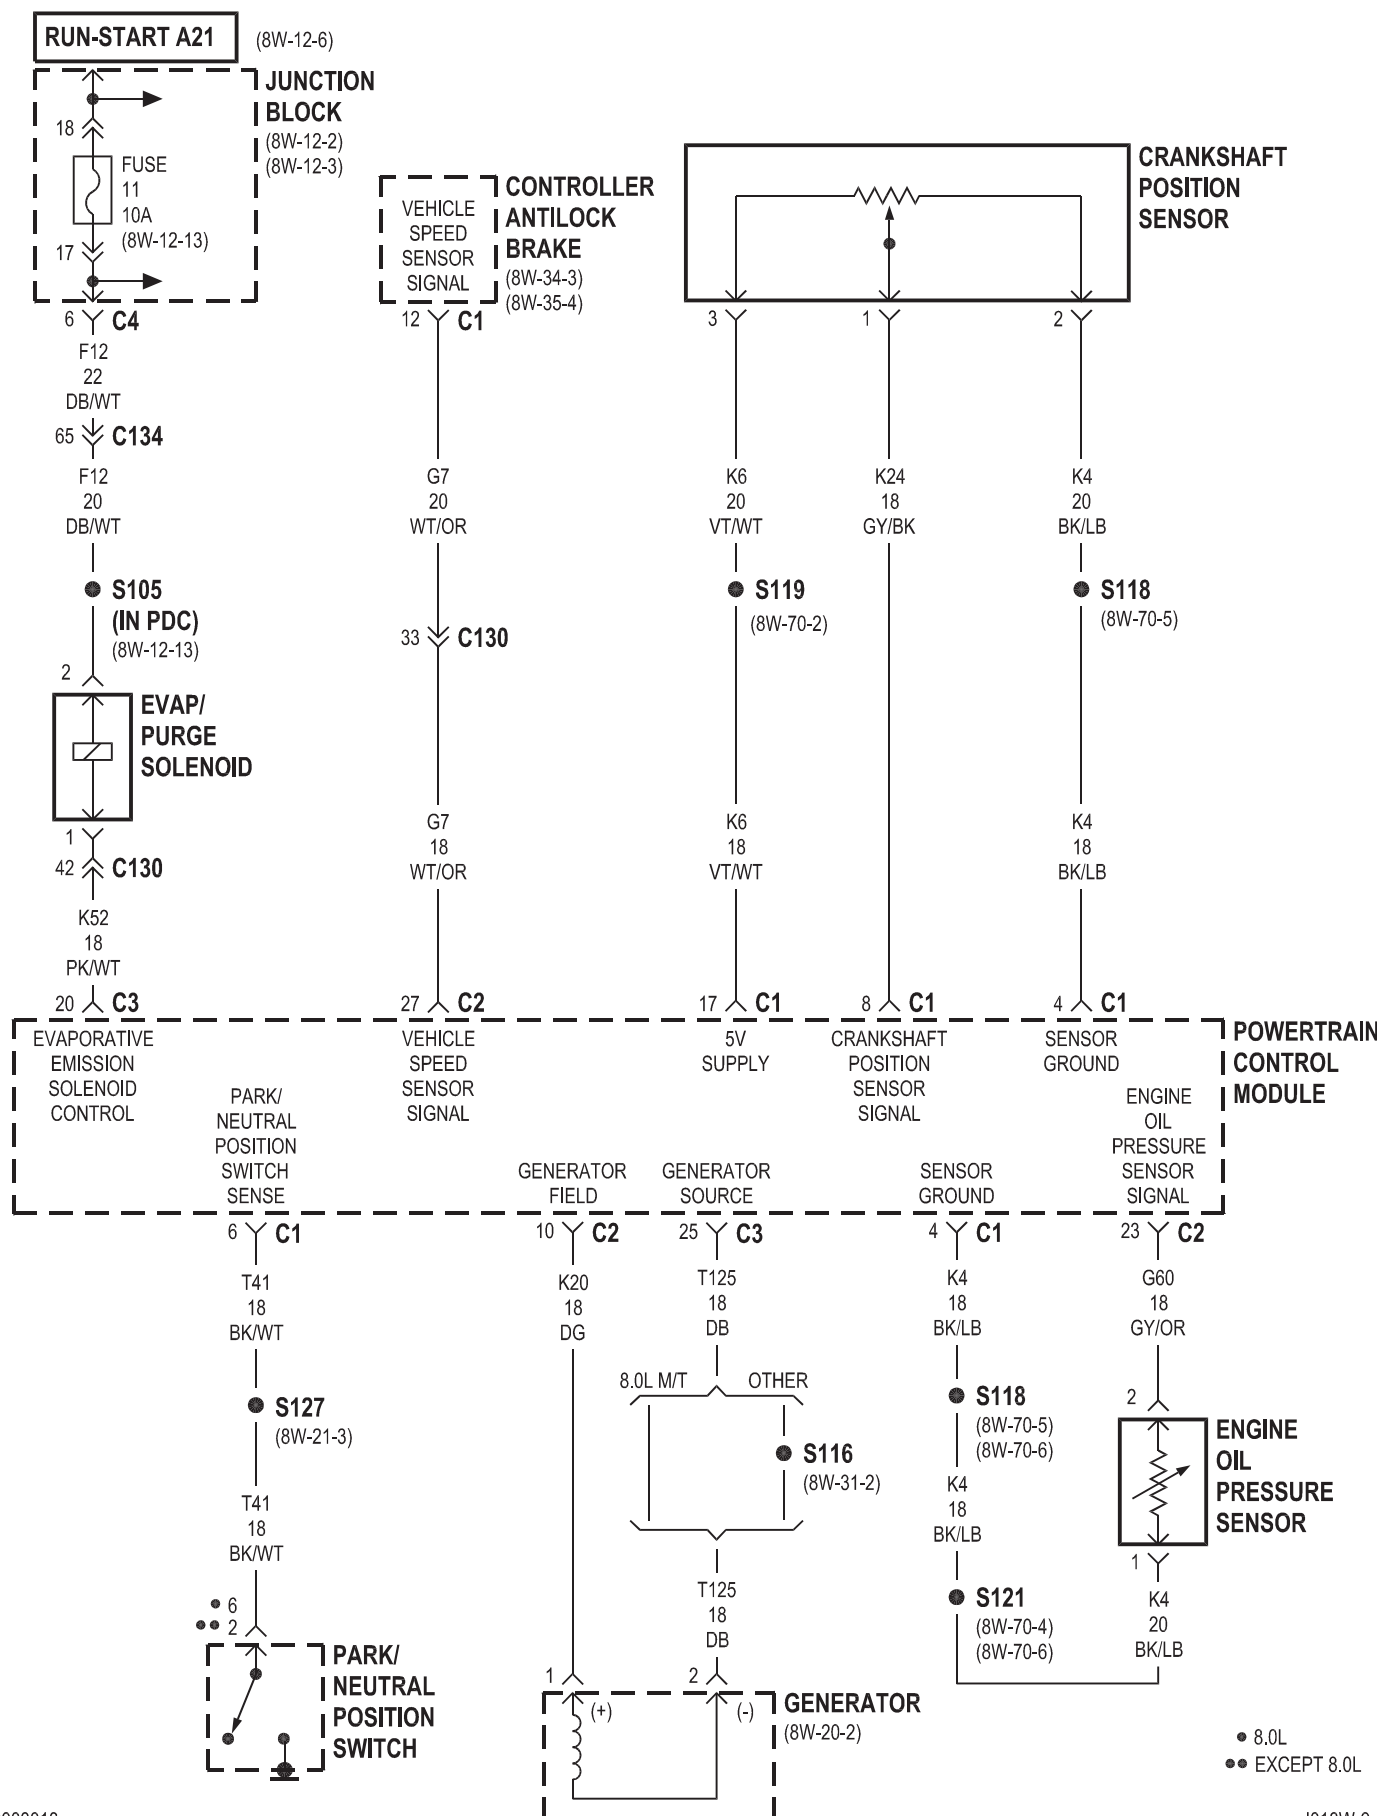 RUN-START A21
(8W-12-6)
JUNCTION
BLOCK
(8W-12-2)
(8W-12-3)
18
FUSE
11
10A
(8W-12-13)
17
6
C4
F12
22
DB/WT
65
C134
F12
20
DB/WT
S105
(IN PDC)
(8W-12-13)
2
EVAP/
PURGE
SOLENOID
1
42
C130
K52
18
PK/WT
20
C3
VEHICLE
SPEED
SENSOR
SIGNAL
CONTROLLER
ANTILOCK
BRAKE
(8W-34-3)
(8W-35-4)
12
C1
G7
20
WT/OR
33
C130
G7
18
WT/OR
27
C2
CRANKSHAFT
POSITION
SENSOR
3
1
2
K6
20
VT/WT
K24
18
GY/BK
K4
20
BK/LB
S119
(8W-70-2)
S118
(8W-70-5)
K6
18
VT/WT
K4
18
BK/LB
17
C1
8
C1
4
C1
EVAPORATIVE
EMISSION
SOLENOID
CONTROL
VEHICLE
SPEED
SENSOR
SIGNAL
5V
SUPPLY
CRANKSHAFT
POSITION
SENSOR
SIGNAL
SENSOR
GROUND
POWERTRAIN
CONTROL
MODULE
PARK/
NEUTRAL
POSITION
SWITCH
SENSE
GENERATOR
FIELD
GENERATOR
SOURCE
SENSOR
GROUND
ENGINE
OIL
PRESSURE
SENSOR
SIGNAL
6
C1
10
C2
25
C3
4
C1
23
C2
T41
18
BK/WT
S127
(8W-21-3)
T41
18
BK/WT
6
2
PARK/
NEUTRAL
POSITION
SWITCH
K20
18
DG
T125
18
DB
8.0L M/T
OTHER
S116
(8W-31-2)
T125
18
DB
1
2
(+)
(-)
GENERATOR
(8W-20-2)
K4
18
BK/LB
S118
(8W-70-5)
(8W-70-6)
K4
18
BK/LB
S121
(8W-70-4)
(8W-70-6)
G60
18
GY/OR
2
ENGINE
OIL
PRESSURE
SENSOR
1
K4
20
BK/LB
8.0L
EXCEPT 8.0L